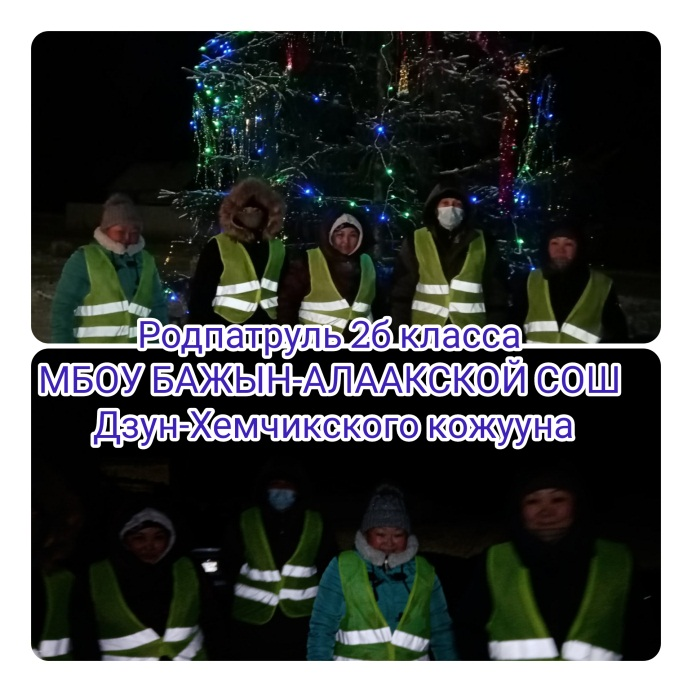 Родпатруль 2б класса
МБОУ БАЖЫН-АЛААКСКОЙ СОШ
Дзун-Хемчикского кожууна